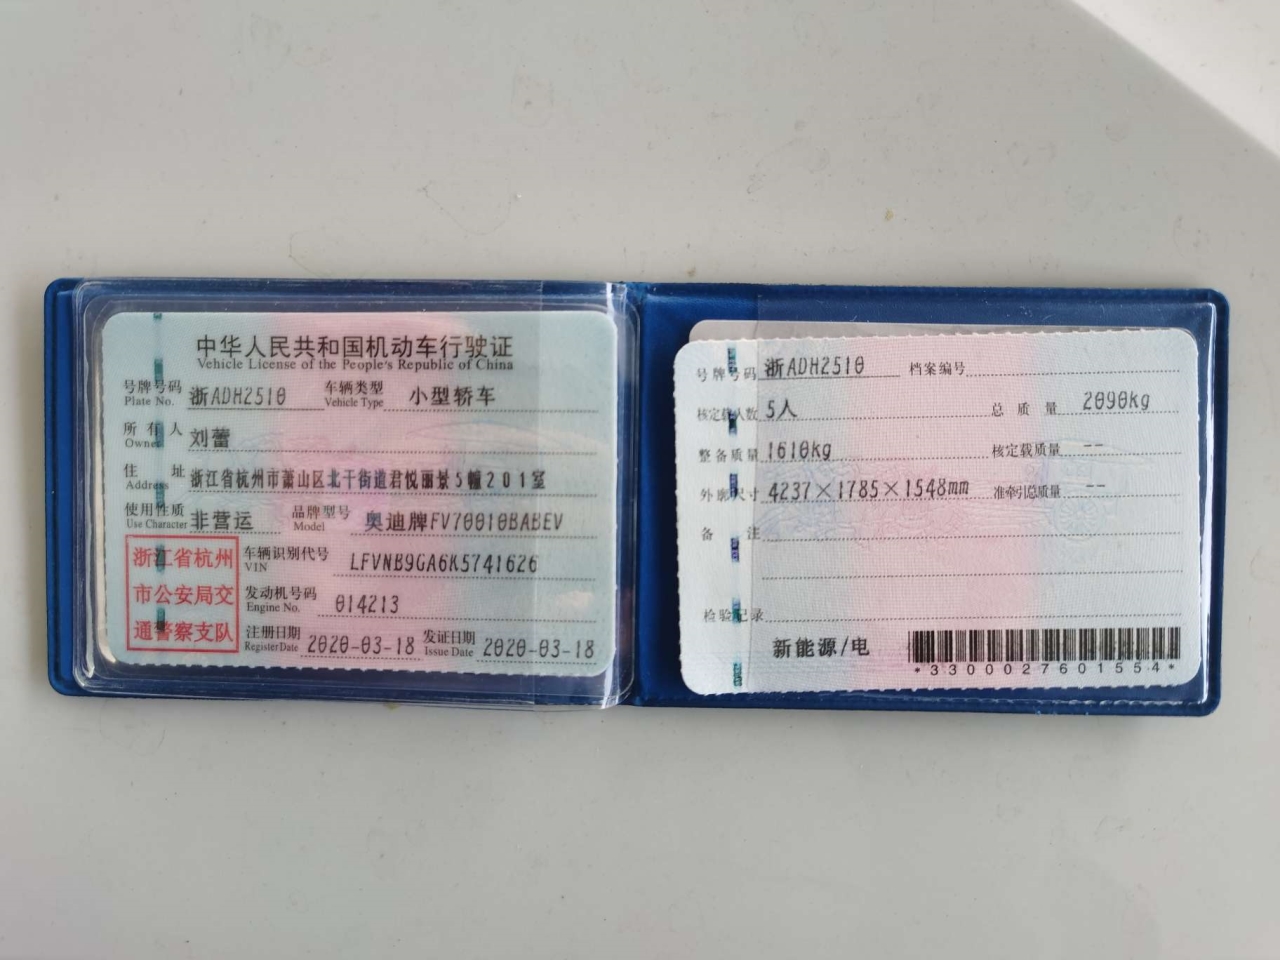 中华人民共和国机动车行驶证
Vehicle License of the People's Republic of China
号牌号码 浙ADH2510 车辆类型 小型轿车
Plate No. Vehicle Type
所有人 刘蕾
Owner
住址 浙江省杭州市萧山区北干街道君悦丽景5幢201室
Address
使用性质 非营运 品牌型号 奥迪牌FV70010BABEV
Use Character Model
浙江省杭州
市公安局交
通警察支队
车辆识别代号 LFVNB9GA6K5741626
VIN
发动机号码 014213
Engine No.
注册日期 2020-03-18 发证日期 2020-03-18
Register Date Issue Date
号牌号码 浙ADH2510 档案编号
核定载人数 5人 总质量 2090kg
整备质量 1610kg 核定载质量 --
外廓尺寸 4237×1785×1548mm 准牵引总质量 --
备注
检验记录
新能源/电
*3300027601554*